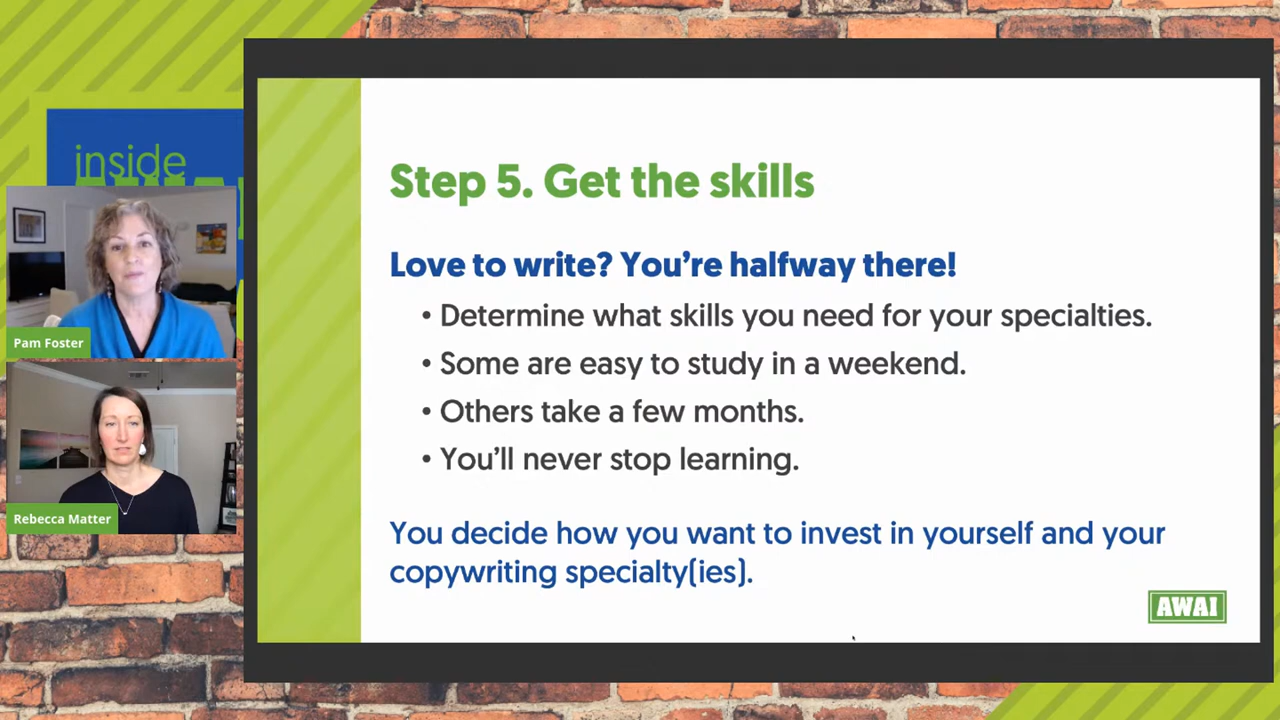 inside
Pam Foster
Rebecca Matter
Step 5. Get the skills
Love to write? You're halfway there!
• Determine what skills you need for your specialties.
• Some are easy to study in a weekend.
• Others take a few months.
• You'll never stop learning.
You decide how you want to invest in yourself and your
copywriting specialty(ies).
AWAI